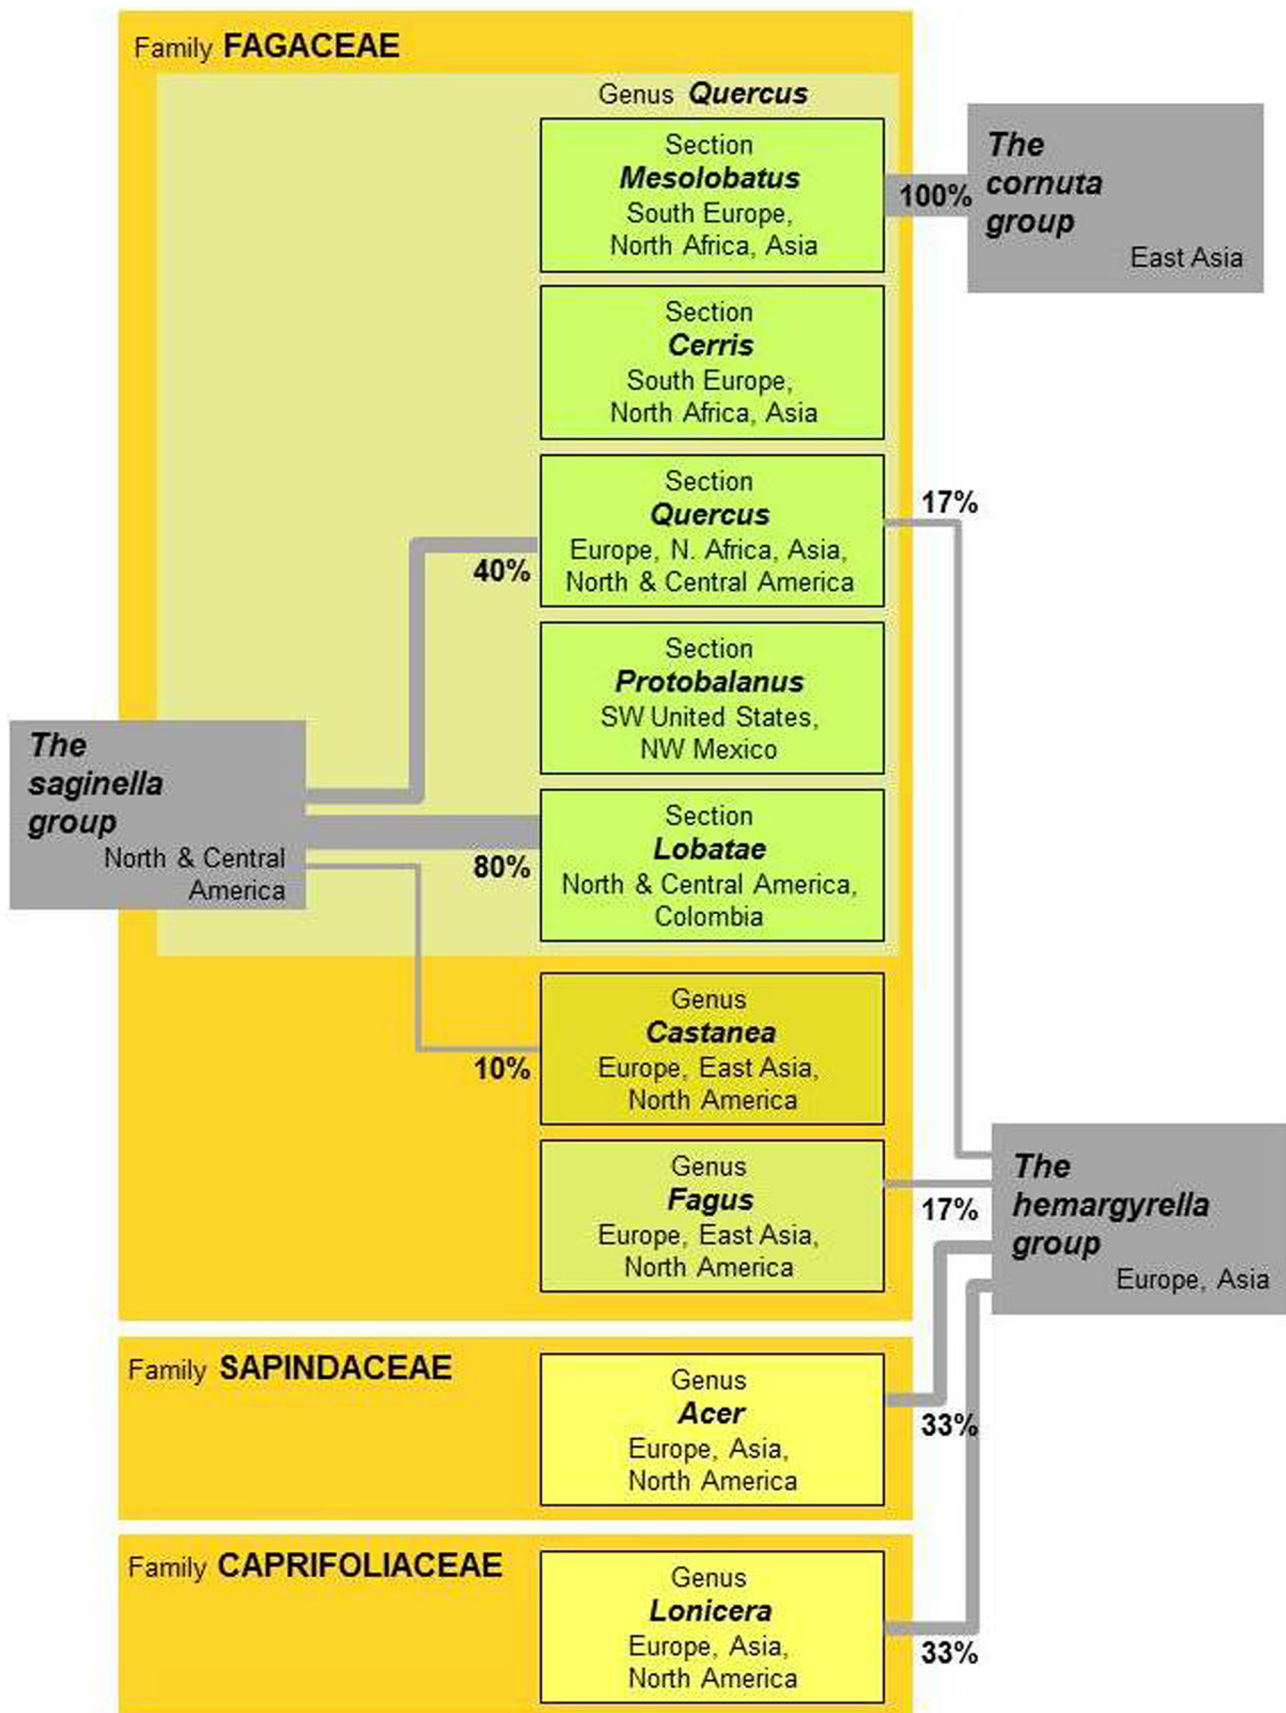 Family FAGACEAE
Genus Quercus
Section
Mesolobatus
South Europe,
North Africa, Asia
100%
The
cornuta
group
East Asia
Section
Cerris
South Europe,
North Africa, Asia
Section
Quercus
Europe, N. Africa, Asia,
North & Central America
40%
17%
Section
Protobalanus
SW United States,
NW Mexico
The
saginella
group
North & Central
America
Section
Lobatae
North & Central America,
Colombia
80%
Genus
Castanea
Europe, East Asia,
North America
10%
Genus
Fagus
Europe, East Asia,
North America
17%
The
hemargyrella
group
Europe, Asia
Family SAPINDACEAE
Genus
Acer
Europe, Asia,
North America
33%
Family CAPRIFOLIACEAE
Genus
Lonicera
Europe, Asia,
North America
33%